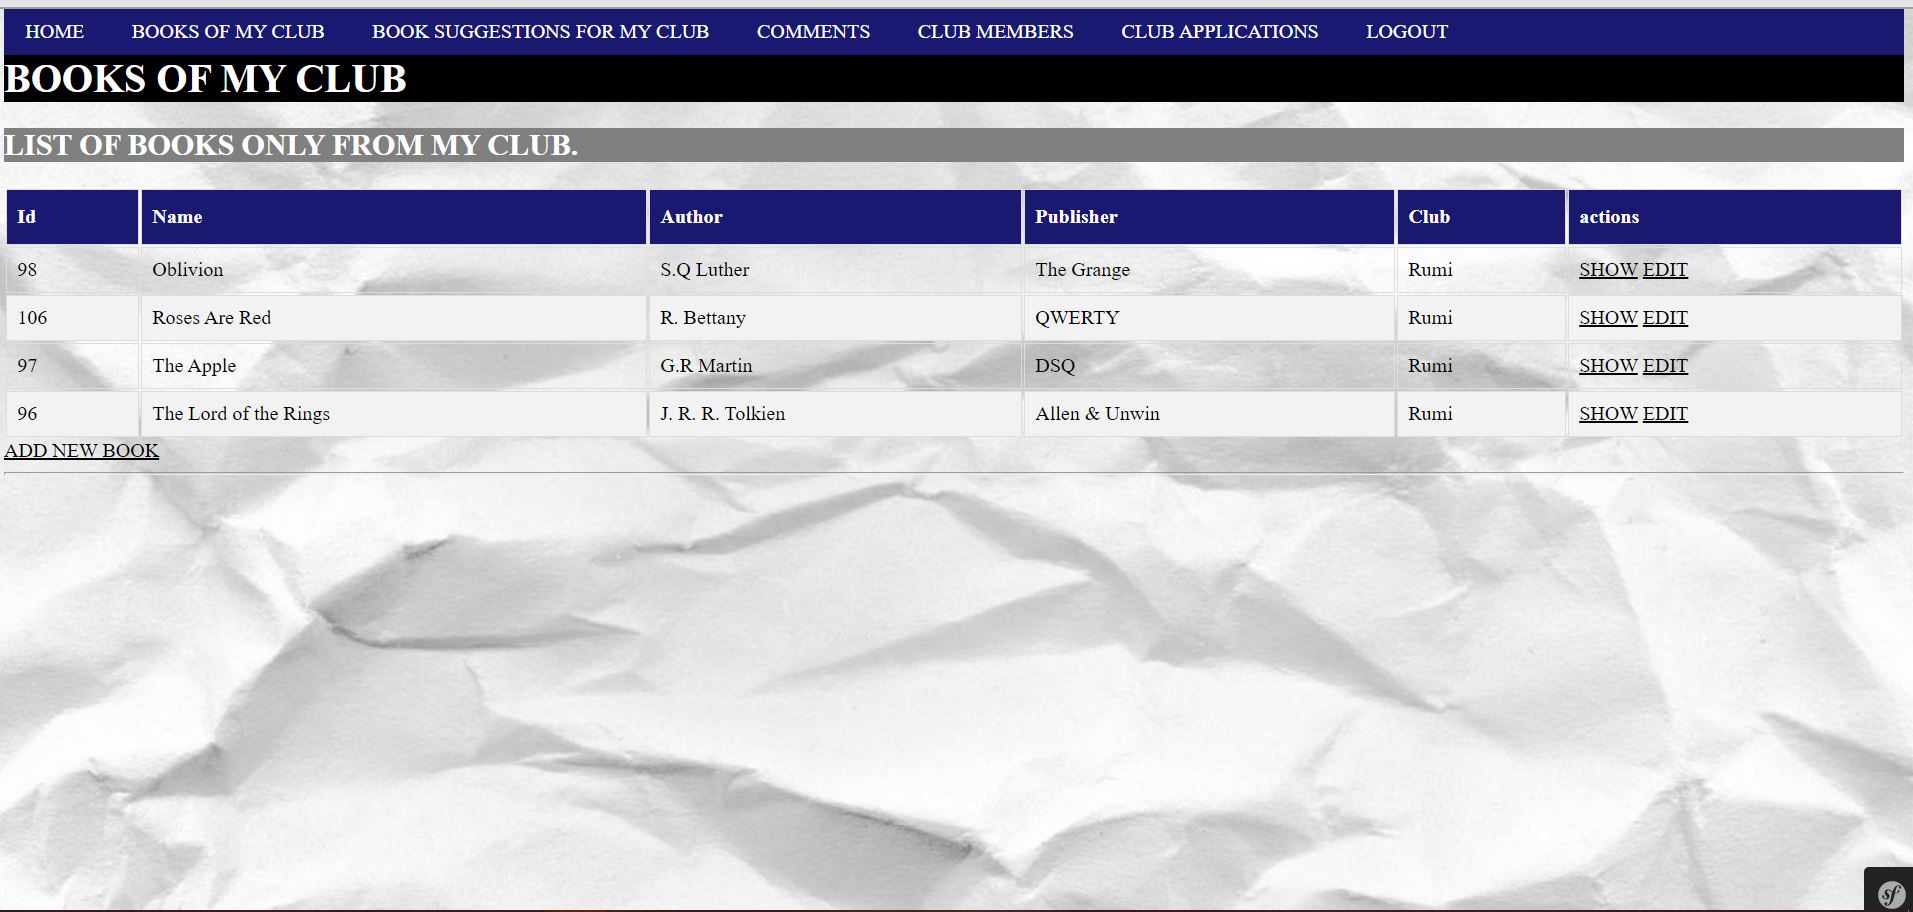 HOME BOOKS OF MY CLUB BOOK SUGGESTIONS FOR MY CLUB COMMENTS CLUB MEMBERS CLUB APPLICATIONS LOGOUT
BOOKS OF MY CLUB
LIST OF BOOKS ONLY FROM MY CLUB.
Id Name Author Publisher Club actions
98 Oblivion S.Q Luther The Grange Rumi SHOW EDIT
106 Roses Are Red R. Bettany QWERTY Rumi SHOW EDIT
97 The Apple G.R Martin DSQ Rumi SHOW EDIT
96 The Lord of the Rings J. R. R. Tolkien Allen & Unwin Rumi SHOW EDIT
ADD NEW BOOK
sf